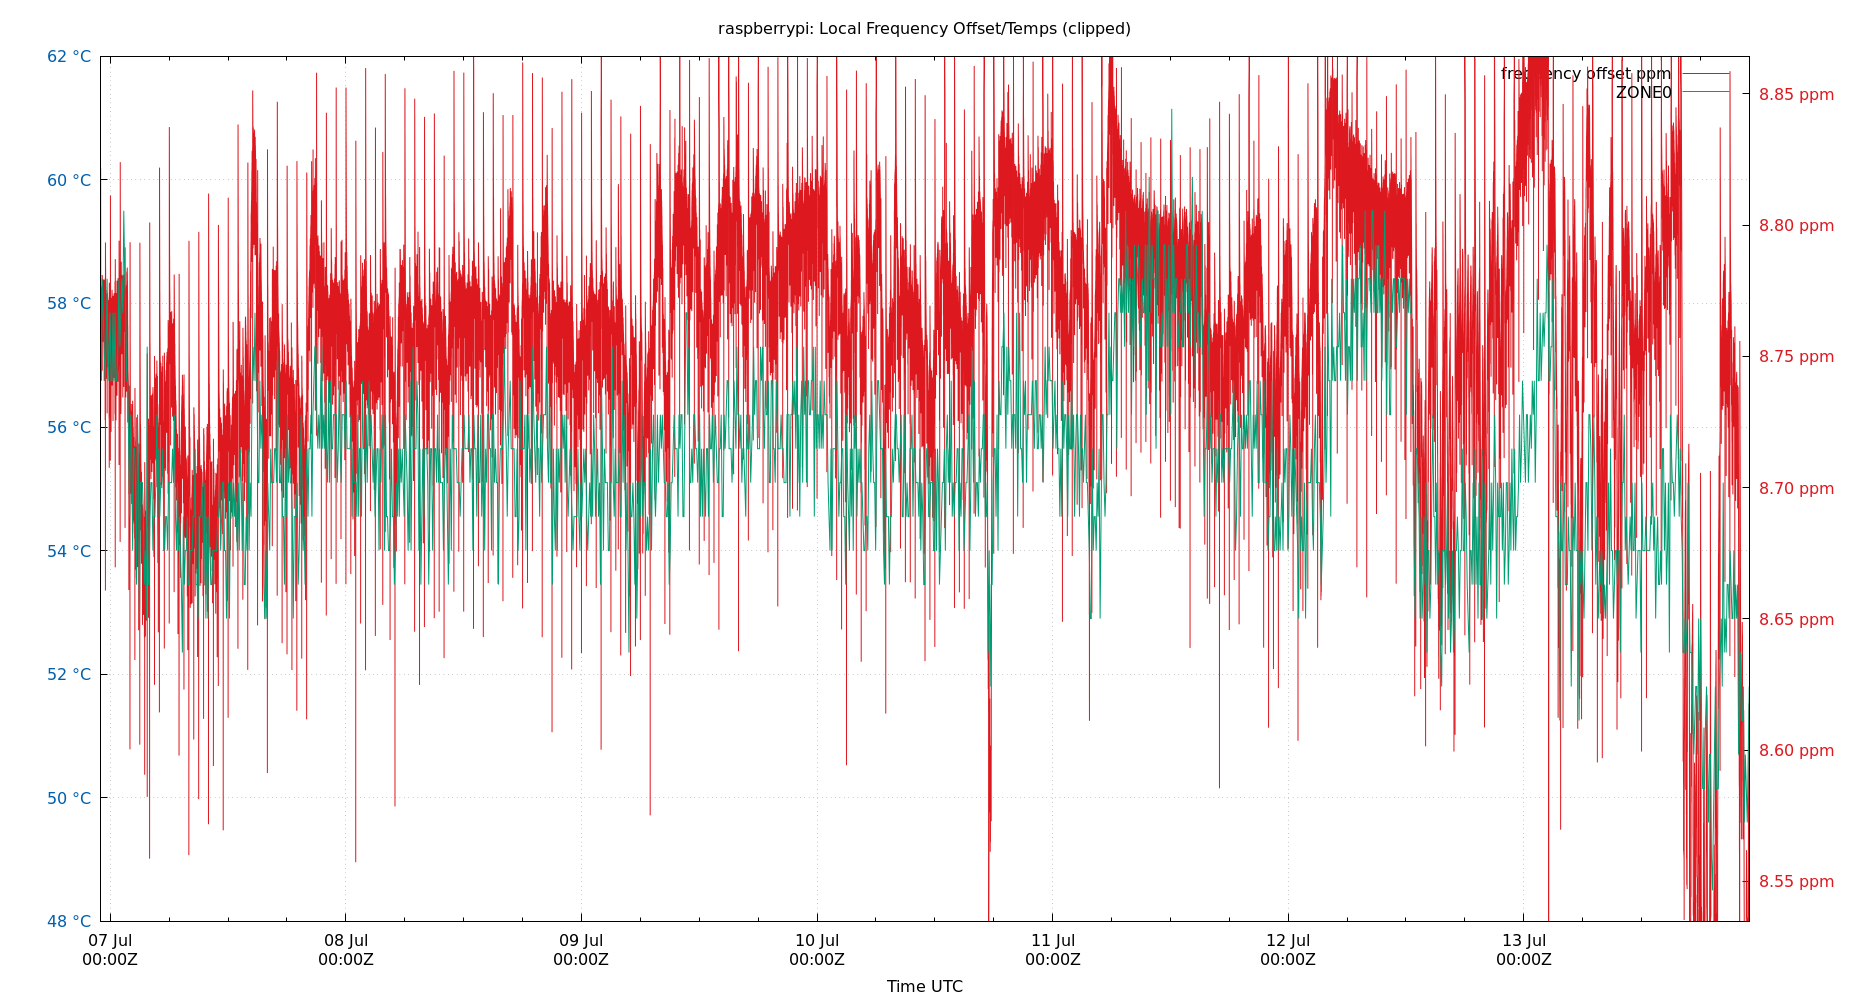 raspberrypi: Local Frequency Offset/Temps (clipped)
62 °C
60 °C
58 °C
56 °C
54 °C
52 °C
50 °C
48 °C
frequency offset ppm
ZONE0
8.85 ppm
8.80 ppm
8.75 ppm
8.70 ppm
8.65 ppm
8.60 ppm
8.55 ppm
07 Jul 08 Jul 09 Jul 10 Jul 11 Jul 12 Jul 13 Jul
00:00Z 00:00Z 00:00Z 00:00Z 00:00Z 00:00Z 00:00Z
Time UTC